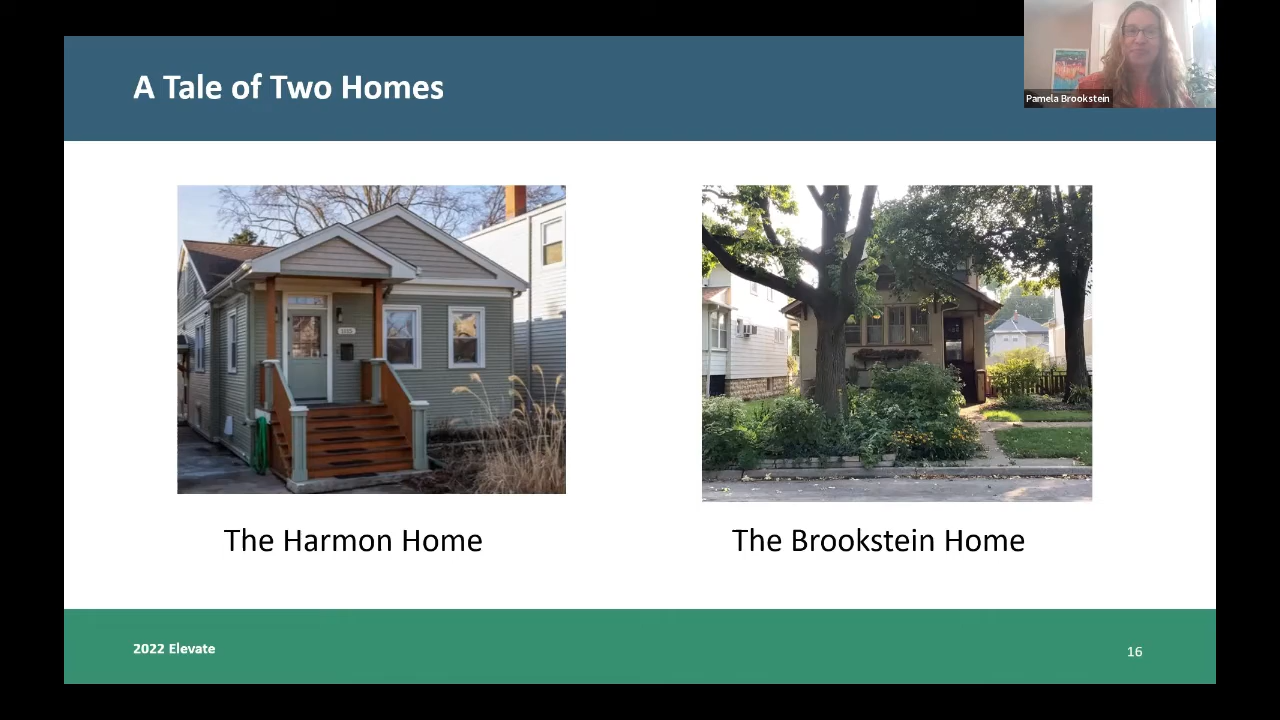 A Tale of Two Homes
Pamela Brookstein
The Harmon Home
The Brookstein Home
2022 Elevate
16